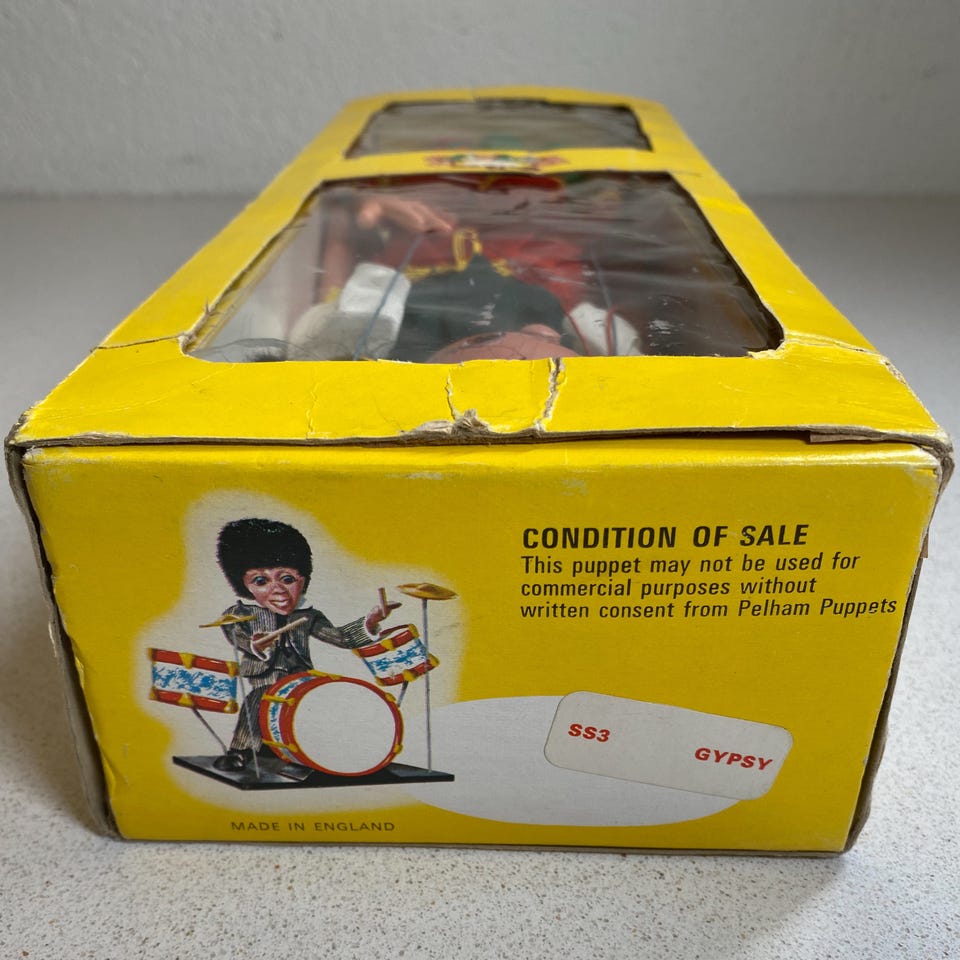 CONDITION OF SALE
This puppet may not be used for
commercial purposes without
written consent from Pelham Puppets
SS3
GYPSY
MADE IN ENGLAND